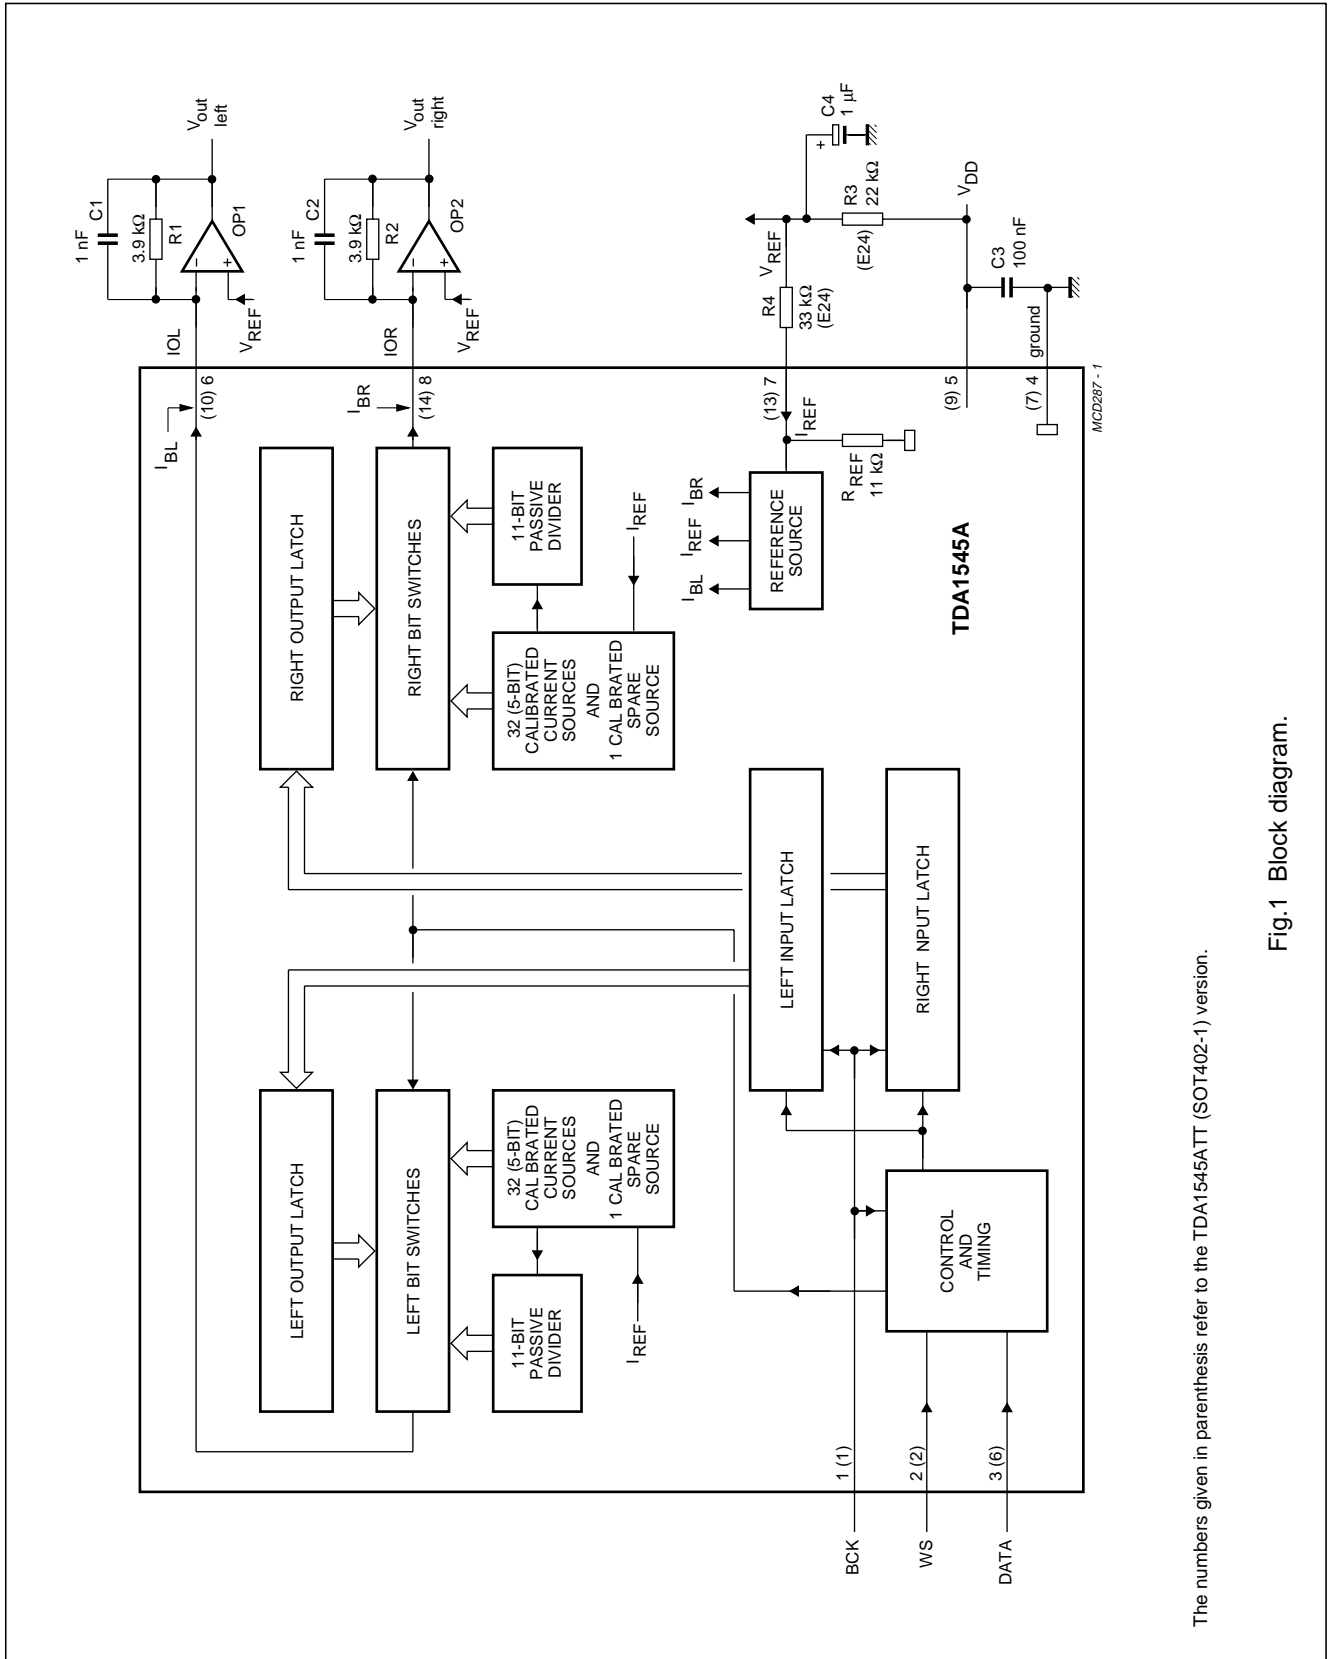 1 nF C1
3.9 kΩ
R1
OP1
Vout
left
IOL
VREF
1 nF C2
3.9 kΩ
R2
OP2
Vout
right
IOR
VREF
IBL
(10) 6
IBR
(14) 8
LEFT OUTPUT LATCH
RIGHT OUTPUT LATCH
LEFT BIT SWITCHES
RIGHT BIT SWITCHES
11-BIT
PASSIVE
DIVIDER
32 (5-BIT)
CAL BRATED
CURRENT
SOURCES
AND
1 CAL BRATED
SPARE
SOURCE
IREF
32 (5-BIT)
CALIBRATED
CURRENT
SOURCES
AND
1 CAL BRATED
SPARE
SOURCE
11-BIT
PASSIVE
DIVIDER
IREF
IBL
IREF
IBR
REFERENCE
SOURCE
(13) 7
IREF
RREF
11 kΩ
R4
33 kΩ
(E24)
VREF
R3
22 kΩ
(E24)
+
C4
1 µF
VDD
C3
100 nF
(9) 5
(7) 4
ground
TDA1545A
LEFT INPUT LATCH
RIGHT NPUT LATCH
CONTROL
AND
TIMING
BCK
1 (1)
WS
2 (2)
DATA
3 (6)
MCD287 - 1
The numbers given in parenthesis refer to the TDA1545ATT (SOT402-1) version.
Fig.1 Block diagram.